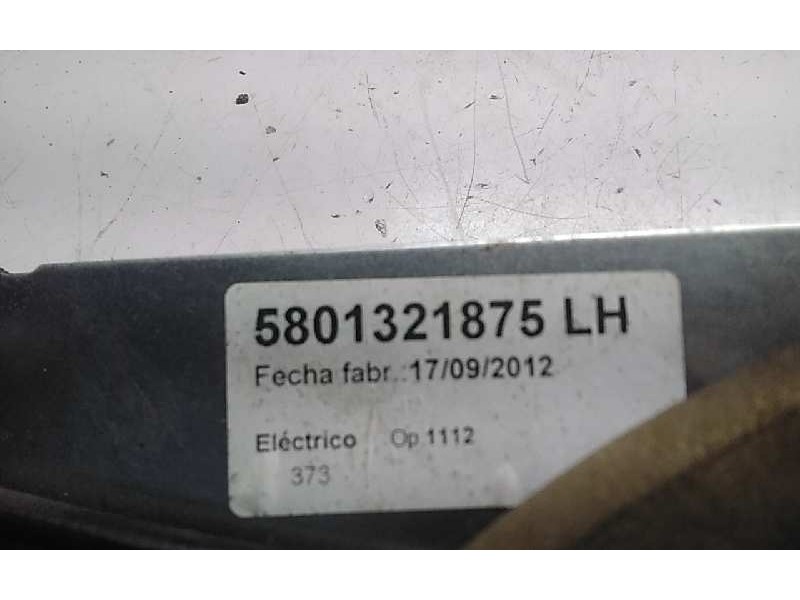 5801321875 LH
Fecha fabr.:17/09/2012
Eléctrico Op 1112
373